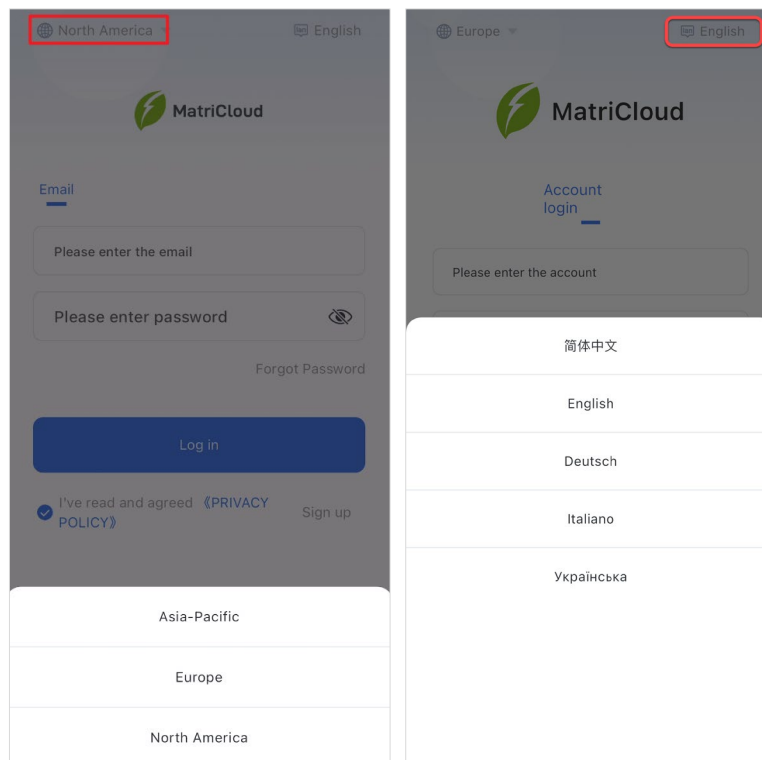 North America
English
MatriCloud
Email
Please enter the email
Please enter password
Forgot Password
Log in
I've read and agreed 《PRIVACY
POLICY》
Sign up
Asia-Pacific
Europe
North America
Europe
English
MatriCloud
Account
login
Please enter the account
简体中文
English
Deutsch
Italiano
Українська